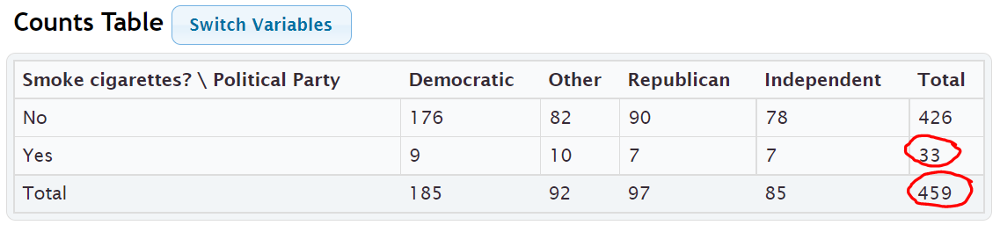 Counts Table Switch Variables
Smoke cigarettes? \ Political Party Democratic Other Republican Independent Total
No 176 82 90 78 426
Yes 9 10 7 7 33
Total 185 92 97 85 459